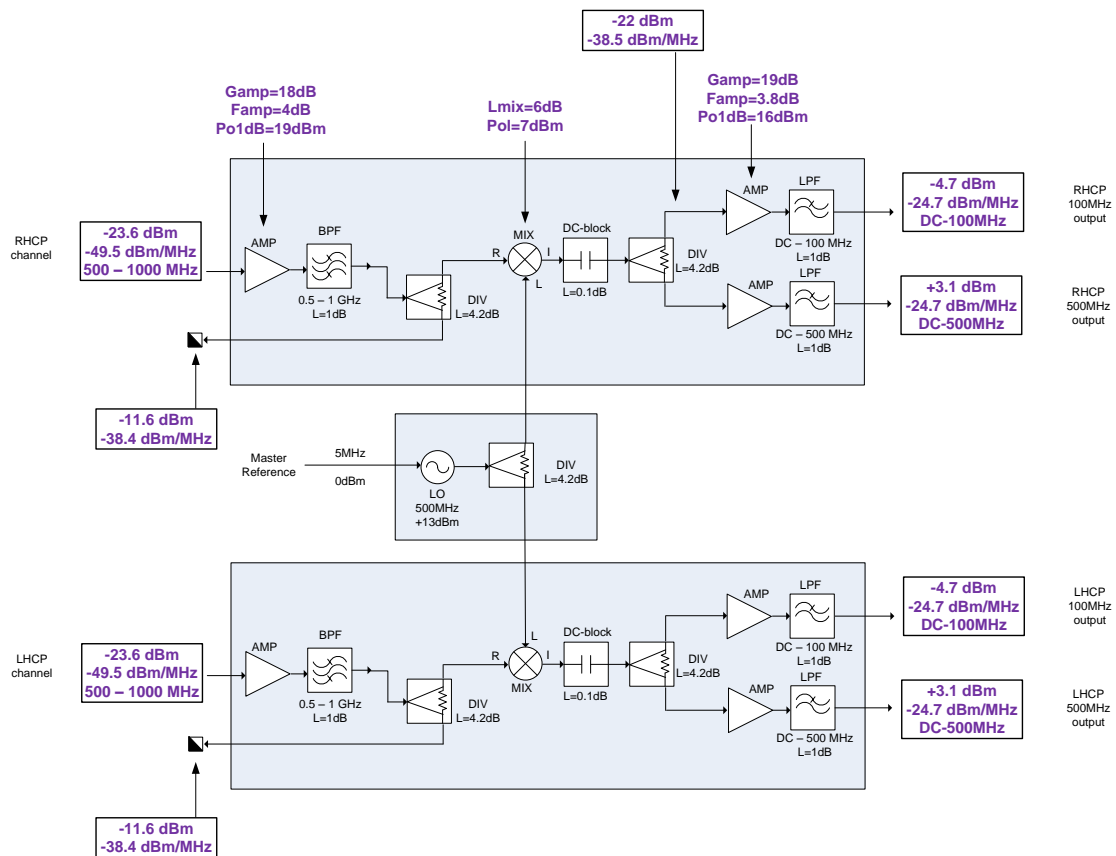 -22 dBm
-38.5 dBm/MHz
Gamp=18dB
Famp=4dB
Po1dB=19dBm
Lmix=6dB
Pol=7dBm
Gamp=19dB
Famp=3.8dB
Po1dB=16dBm
RHCP
channel
-23.6 dBm
-49.5 dBm/MHz
500 – 1000 MHz
AMP
BPF
0.5 – 1 GHz
L=1dB
DIV
L=4.2dB
R
MIX
I
L
DC-block
L=0.1dB
DIV
L=4.2dB
AMP
LPF
DC – 100 MHz
L=1dB
AMP
LPF
DC – 500 MHz
L=1dB
-4.7 dBm
-24.7 dBm/MHz
DC-100MHz
RHCP
100MHz
output
+3.1 dBm
-24.7 dBm/MHz
DC-500MHz
RHCP
500MHz
output
-11.6 dBm
-38.4 dBm/MHz
Master
Reference
5MHz
0dBm
LO
500MHz
+13dBm
DIV
L=4.2dB
LHCP
channel
-23.6 dBm
-49.5 dBm/MHz
500 – 1000 MHz
AMP
BPF
0.5 – 1 GHz
L=1dB
DIV
L=4.2dB
R
L
I
MIX
DC-block
L=0.1dB
DIV
L=4.2dB
AMP
LPF
DC – 100 MHz
L=1dB
AMP
LPF
DC – 500 MHz
L=1dB
-4.7 dBm
-24.7 dBm/MHz
DC-100MHz
LHCP
100MHz
output
+3.1 dBm
-24.7 dBm/MHz
DC-500MHz
LHCP
500MHz
output
-11.6 dBm
-38.4 dBm/MHz